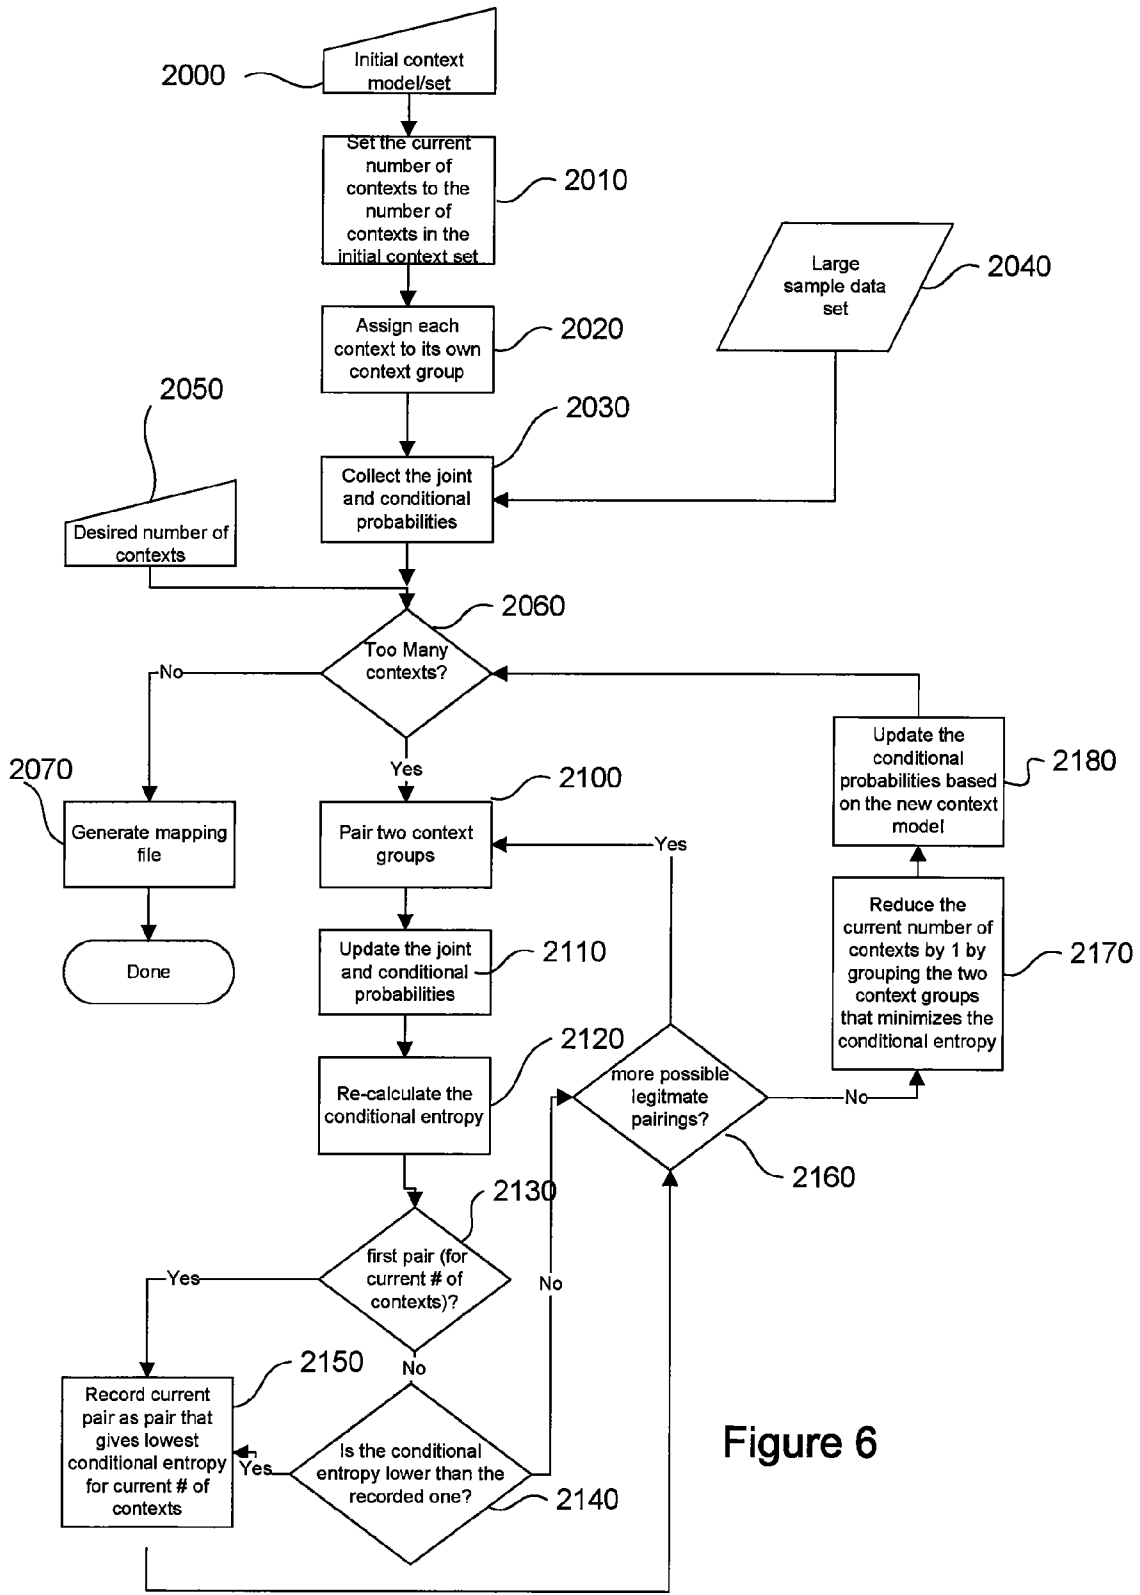 Initial context
model/set
2000
Set the current
number of
contexts to the
number of
contexts in the
initial context set
2010
Large
sample data
set
2040
Assign each
context to its own
context group
2020
2050
2030
Collect the joint
and conditional
probabilities
Desired number of
contexts
2060
Too Many
contexts?
No
Yes
2070
Generate mapping
file
Done
2100
Pair two context
groups
Yes
Update the
conditional
probabilities based
on the new context
model
2180
Update the joint
and conditional
probabilities
2110
Reduce the
current number of
contexts by 1 by
grouping the two
context groups
that minimizes the
conditional entropy
2170
2120
Re-calculate the
conditional entropy
more possible
legitmate
pairings?
No
2160
2130
first pair (for
current # of
contexts)?
Yes
No
No
2150
Record current
pair as pair that
gives lowest
conditional entropy
for current # of
contexts
Yes
Is the conditional
entropy lower than the
recorded one?
2140
Figure 6